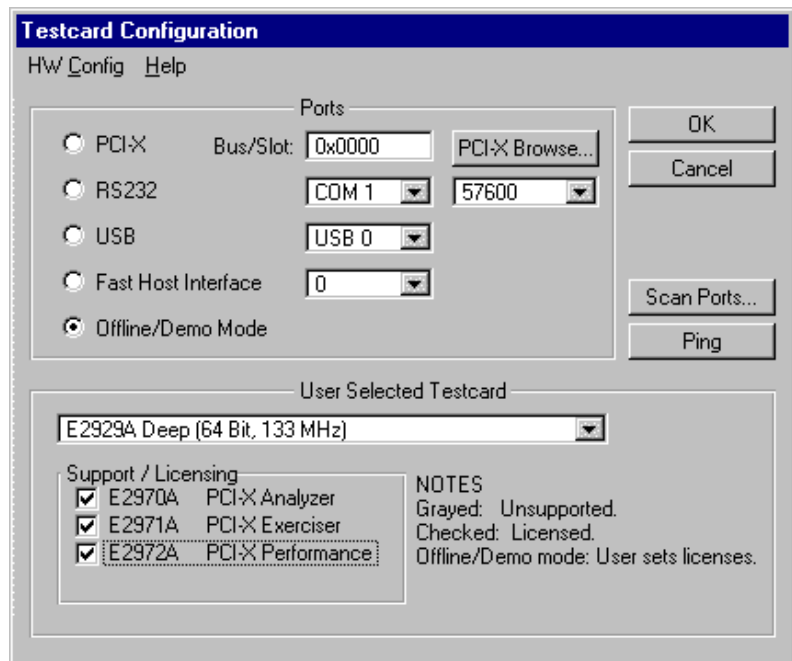 Testcard Configuration
HW Config Help
Ports
PCI-X Bus/Slot: 0x0000 PCI-X Browse...
RS232 COM 1 57600
USB USB 0
Fast Host Interface 0
Offline/Demo Mode
OK
Cancel
Scan Ports...
Ping
User Selected Testcard
E2929A Deep (64 Bit, 133 MHz)
Support / Licensing
E2970A PCI-X Analyzer
E2971A PCI-X Exerciser
E2972A PCI-X Performance
NOTES
Grayed: Unsupported.
Checked: Licensed.
Offline/Demo mode: User sets licenses.